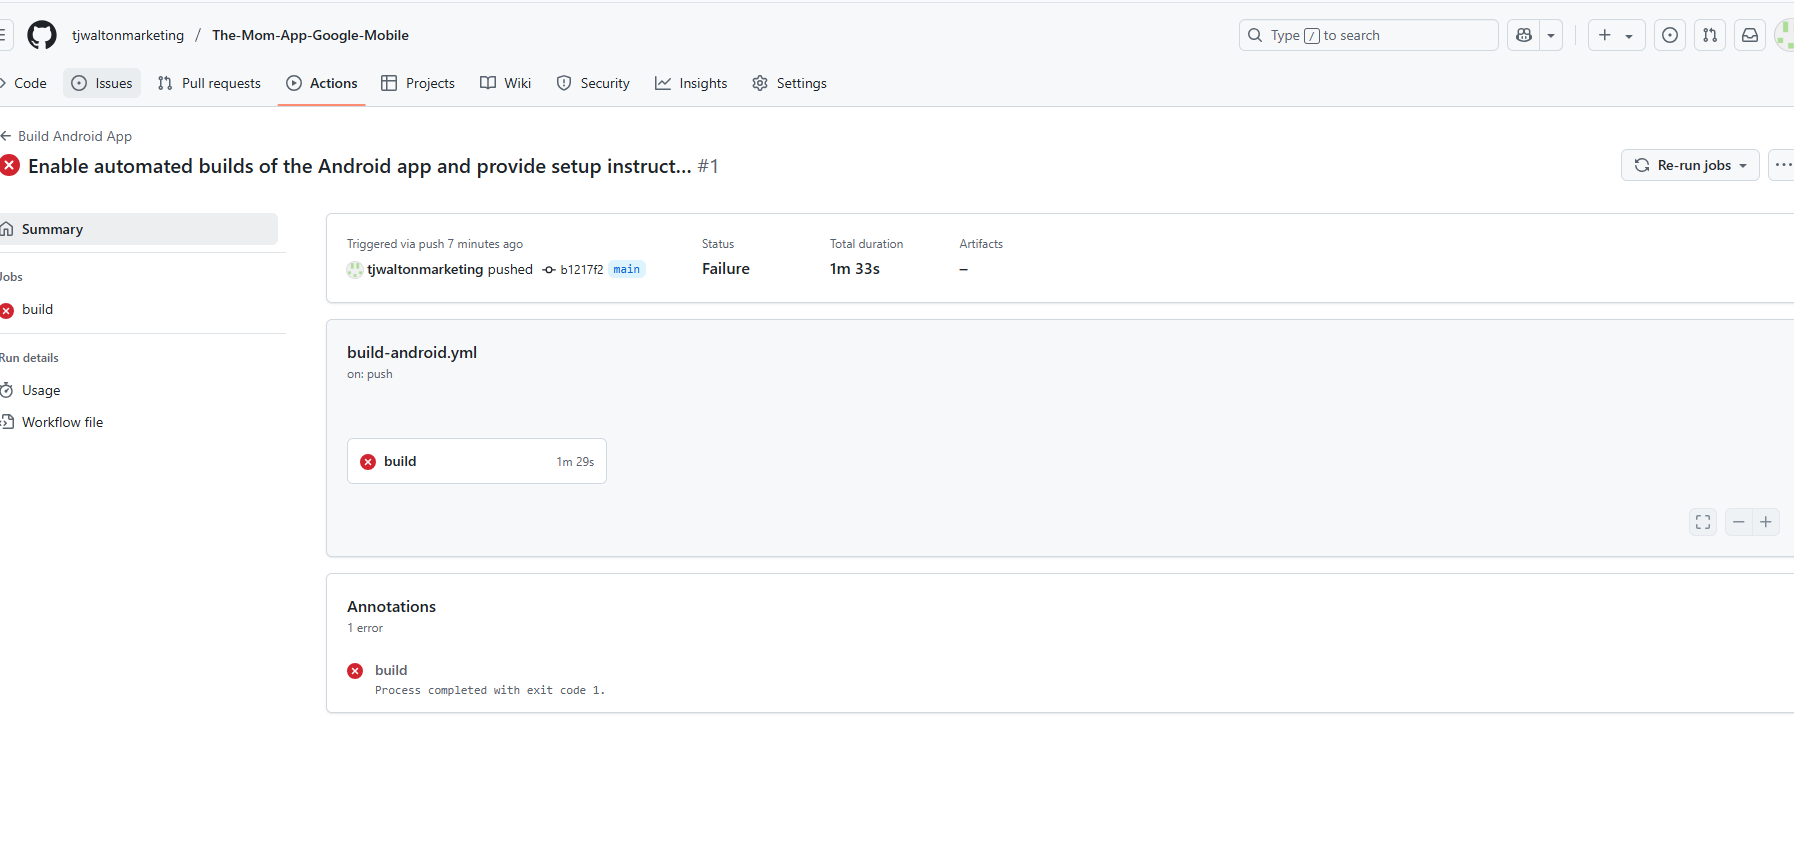 tjwaltonmarketing / The-Mom-App-Google-Mobile
Type / to search
Code Issues Pull requests Actions Projects Wiki Security Insights Settings
Build Android App
Enable automated builds of the Android app and provide setup instruct... #1
Re-run jobs
Summary
Jobs
build
Run details
Usage
Workflow file
Triggered via push 7 minutes ago
tjwaltonmarketing pushed b1217f2 main
Status
Failure
Total duration
1m 33s
Artifacts
–
build-android.yml
on: push
build 1m 29s
Annotations
1 error
build
Process completed with exit code 1.